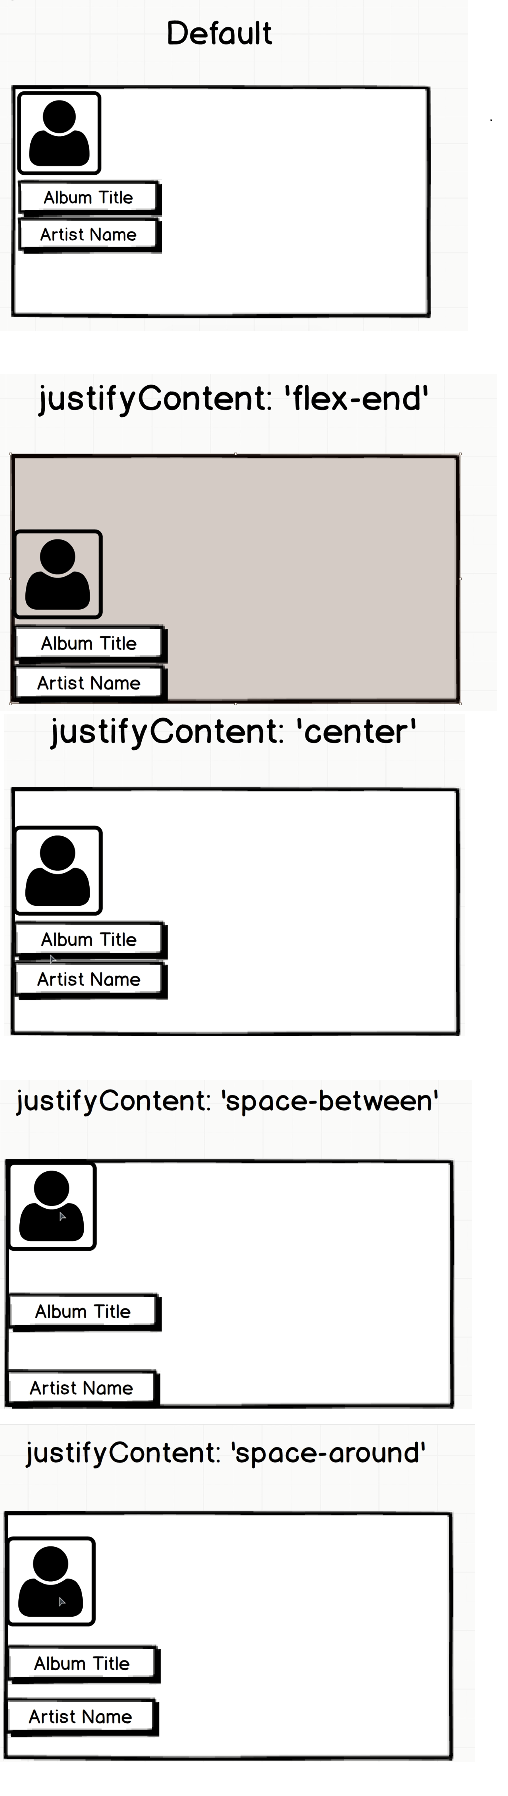 Default
Album Title
Artist Name
justifyContent: 'flex-end'
Album Title
Artist Name
justifyContent: 'center'
Album Title
Artist Name
justifyContent: 'space-between'
Album Title
Artist Name
justifyContent: 'space-around'
Album Title
Artist Name